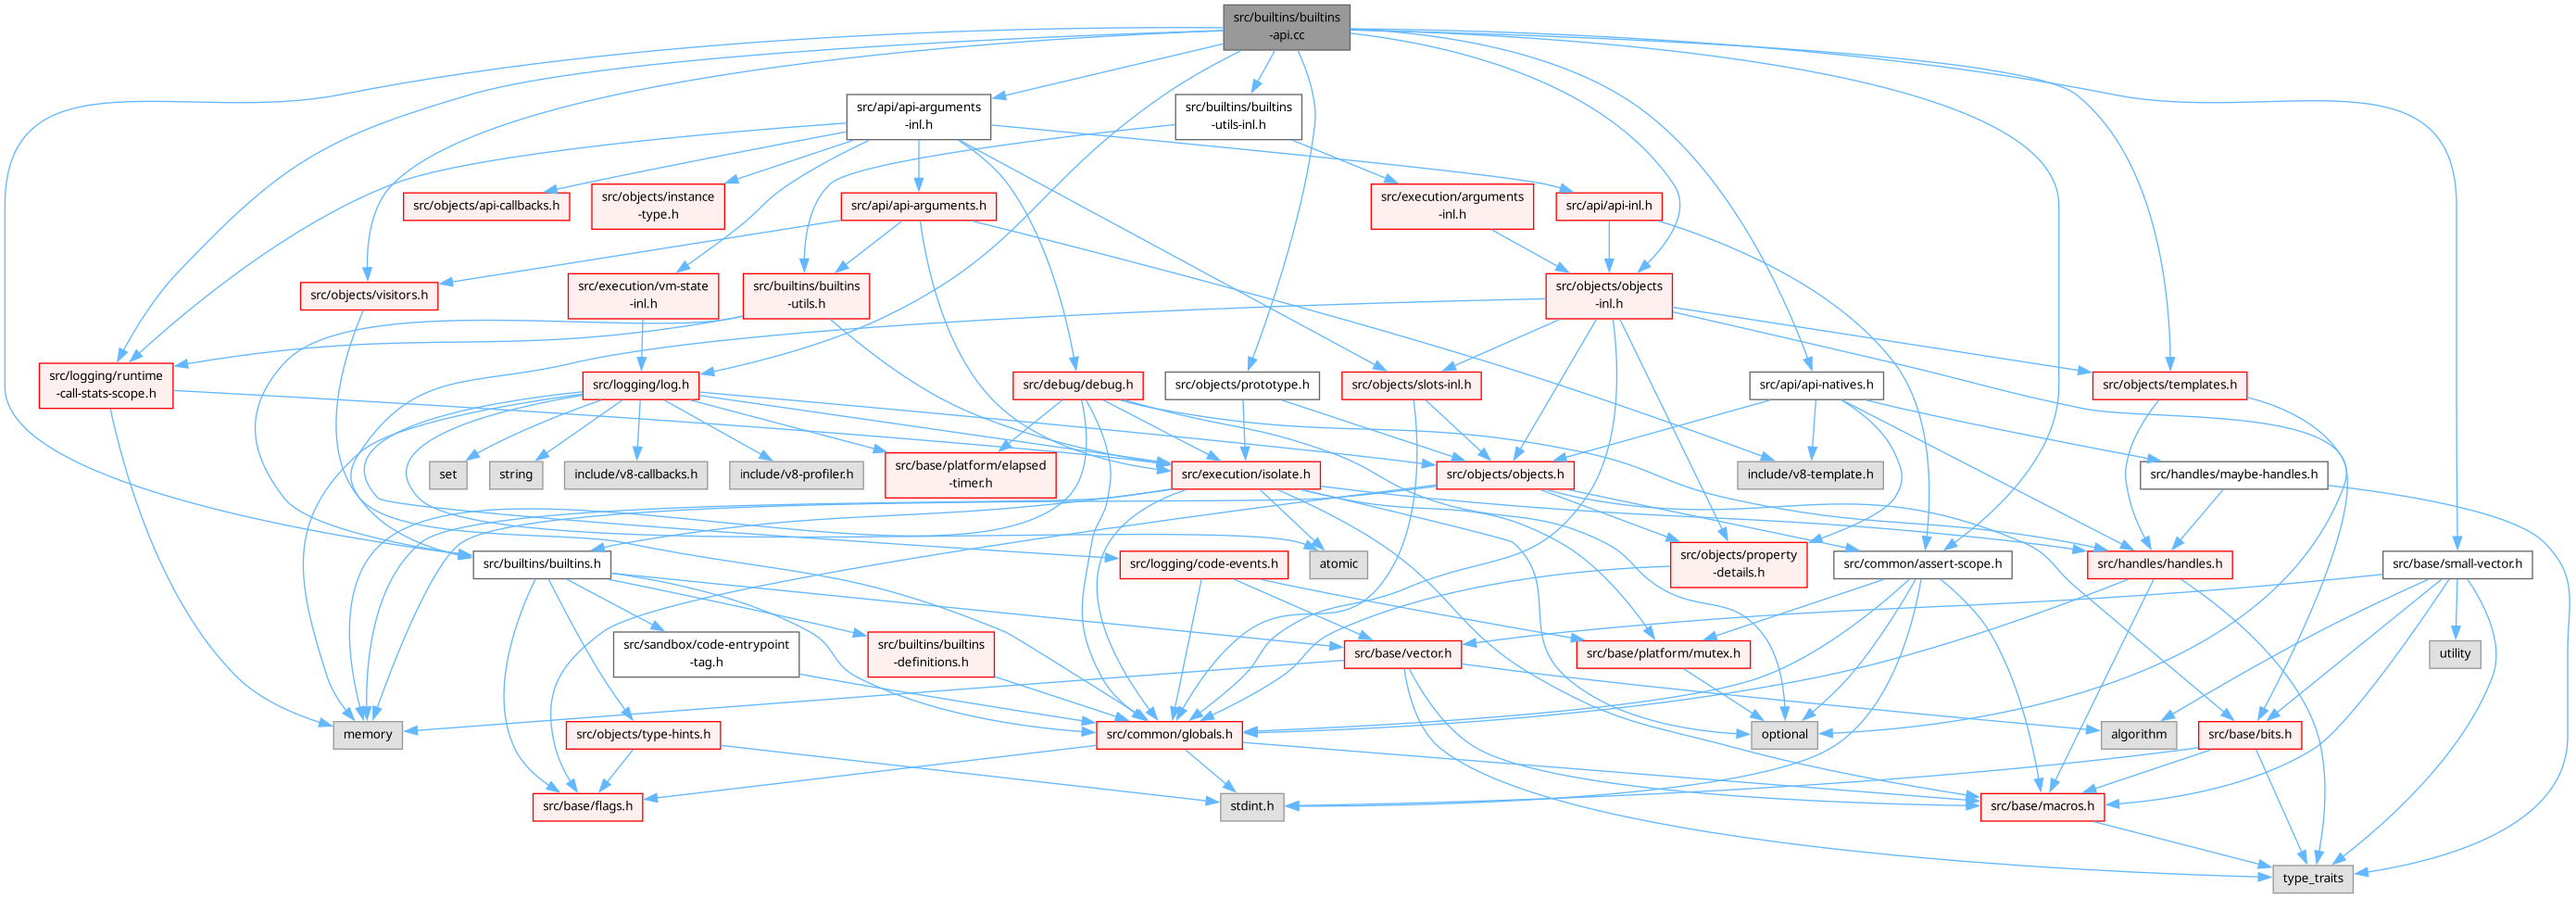 src/builtins/builtins
-api.cc
src/api/api-arguments
-inl.h
src/builtins/builtins
-utils-inl.h
src/objects/api-callbacks.h
src/objects/instance
-type.h
src/api/api-arguments.h
src/execution/arguments
-inl.h
src/api/api-inl.h
src/objects/visitors.h
src/execution/vm-state
-inl.h
src/builtins/builtins
-utils.h
src/objects/objects
-inl.h
src/logging/runtime
-call-stats-scope.h
src/logging/log.h
src/debug/debug.h
src/objects/prototype.h
src/objects/slots-inl.h
src/api/api-natives.h
src/objects/templates.h
set
string
include/v8-callbacks.h
include/v8-profiler.h
src/base/platform/elapsed
-timer.h
src/execution/isolate.h
src/objects/objects.h
include/v8-template.h
src/handles/maybe-handles.h
src/builtins/builtins.h
src/logging/code-events.h
atomic
src/objects/property
-details.h
src/common/assert-scope.h
src/handles/handles.h
src/base/small-vector.h
src/sandbox/code-entrypoint
-tag.h
src/builtins/builtins
-definitions.h
src/base/vector.h
src/base/platform/mutex.h
utility
memory
src/objects/type-hints.h
src/common/globals.h
optional
algorithm
src/base/bits.h
src/base/flags.h
stdint.h
src/base/macros.h
type_traits